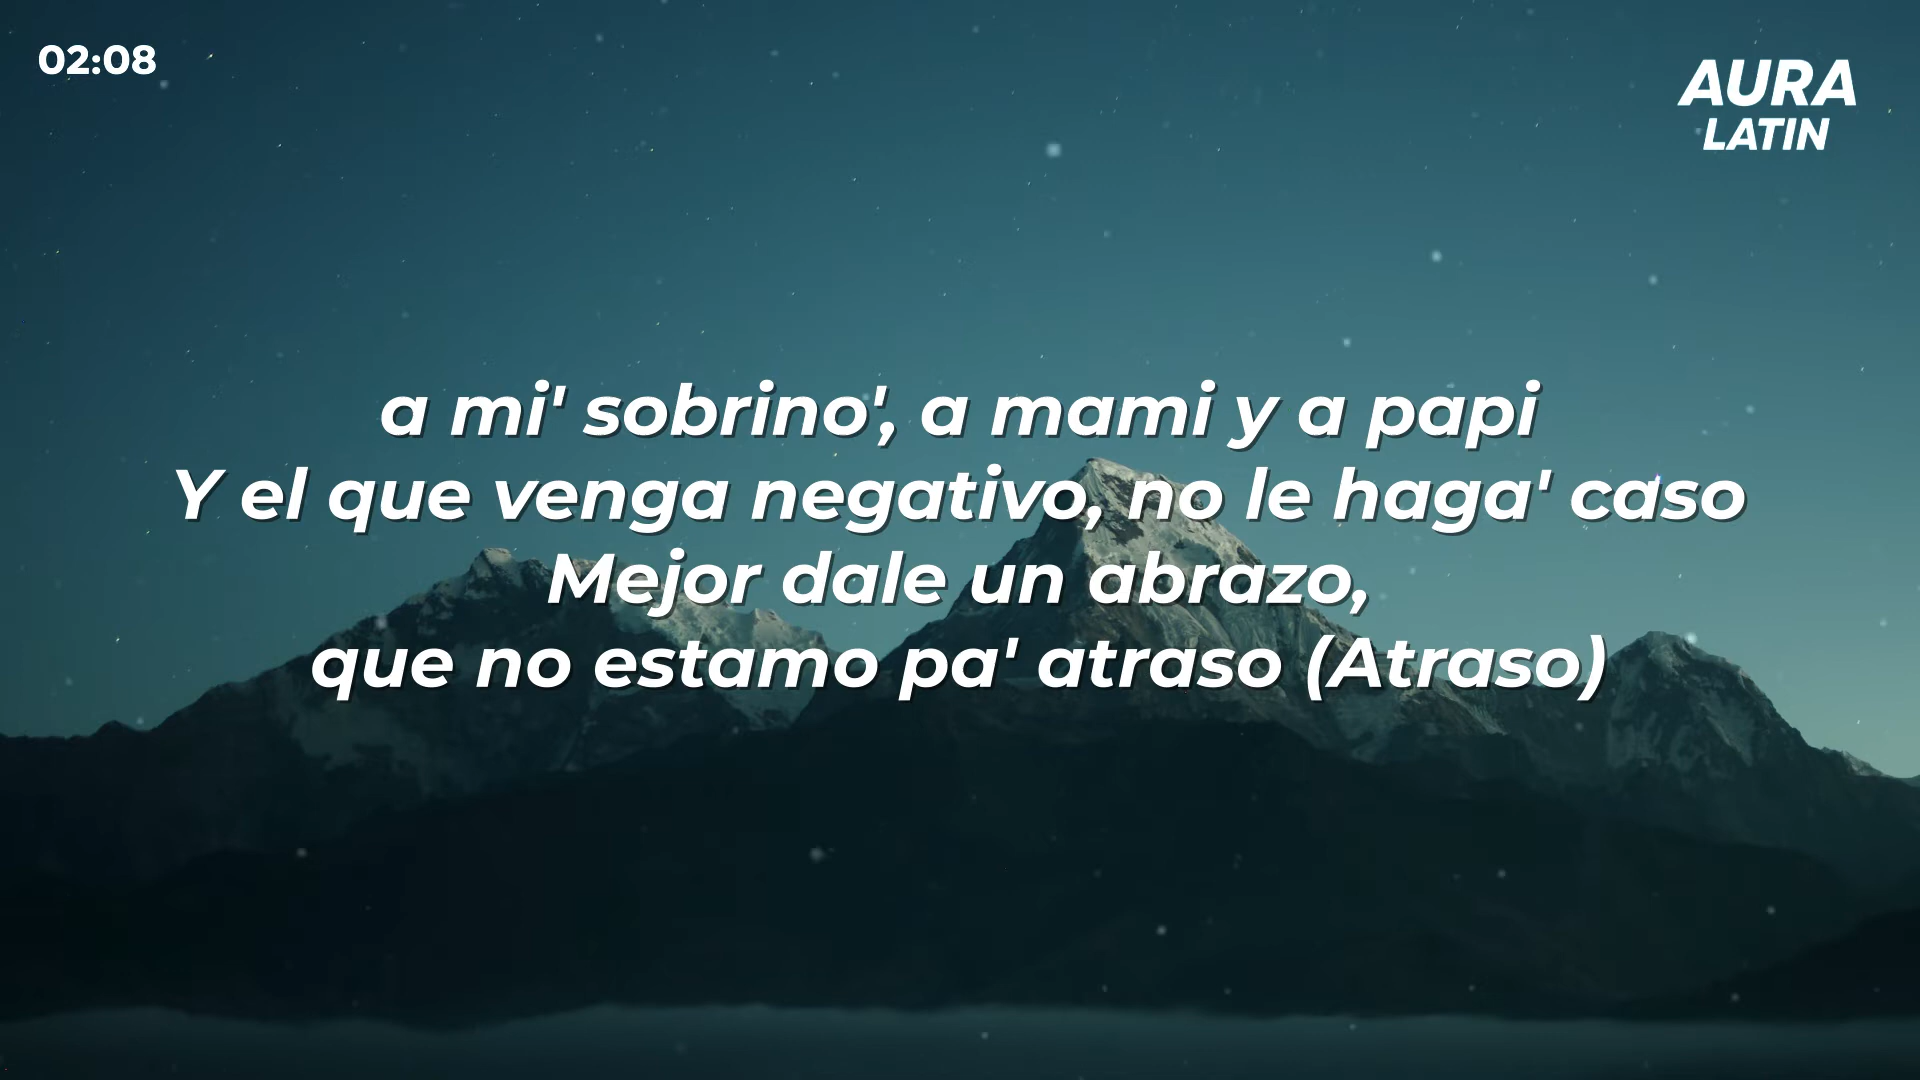 02:08
AURA
LATIN
a mi' sobrino', a mami y a papi
Y el que venga negativo, no le haga' caso
Mejor dale un abrazo,
que no estamo pa' atraso (Atraso)